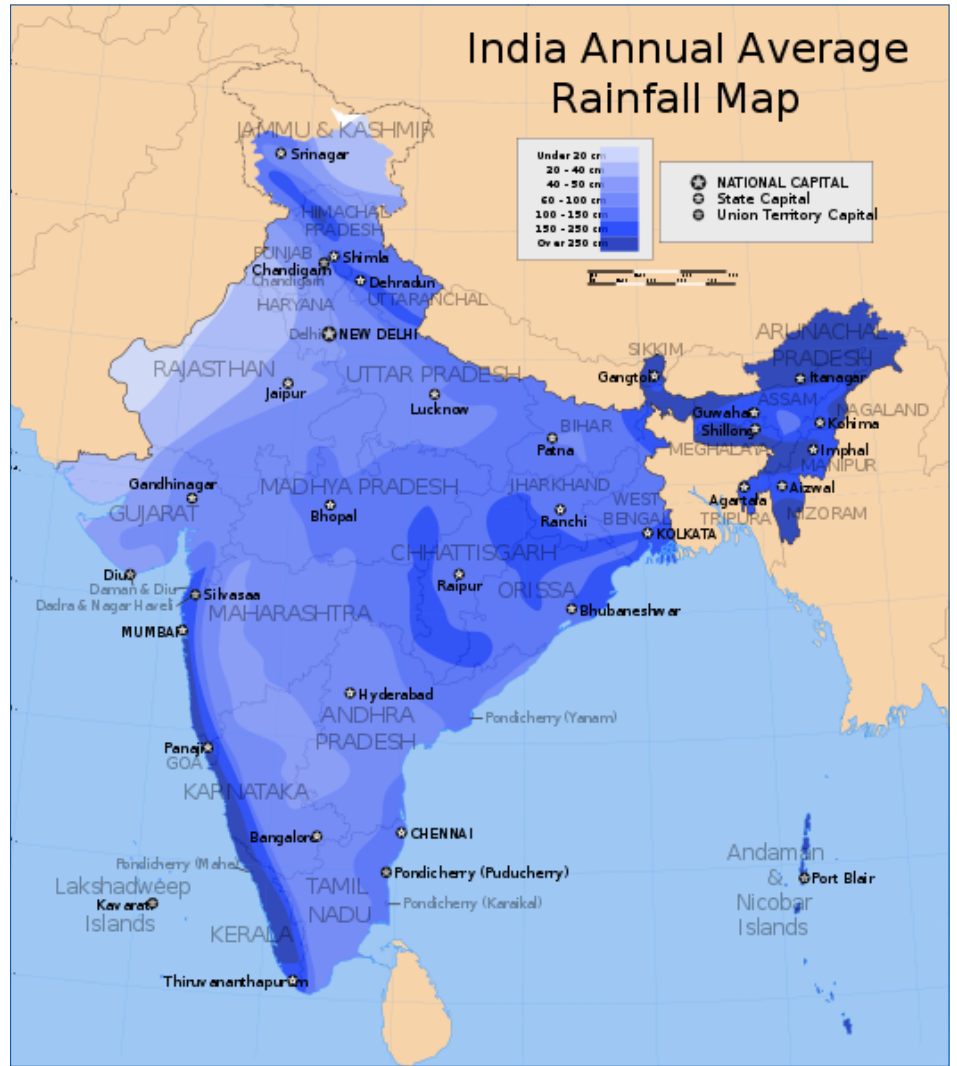 India Annual Average
Rainfall Map
Under 20 cm
20 - 40 cm
40 - 50 cm
60 - 100 cm
100 - 150 cm
150 - 250 cm
Over 250 cm
NATIONAL CAPITAL
State Capital
Union Territory Capital
JAMMU & KASHMIR
Srinagar
HIMACHAL
PRADESH
PUNJAB
Shimla
Chandigarh
Chandigarh
Dehradun
UTTARANCHAL
HARYANA
Delhi
NEW DELHI
RAJASTHAN
Jaipur
UTTAR PRADESH
Lucknow
SIKKIM
Gangtok
ARUNACHAL
PRADESH
Itanagar
ASSAM
NAGALAND
Guwahati
Kohima
Shillong
MEGHALAYA
Imphal
MANIPUR
BIHAR
Patna
Agartala
Aizwal
TRIPURA
MIZORAM
Gandhinagar
GUJARAT
MADHYA PRADESH
Bhopal
JHARKHAND
Ranchi
WEST
BENGAL
KOLKATA
CHHATTISGARH
Raipur
ORISSA
Bhubaneshwar
Diu
Daman & Diu
Dadra & Nagar Haveli
Silvasaa
MAHARASHTRA
MUMBAI
Hyderabad
ANDHRA
PRADESH
Pondicherry (Yanam)
Panaji
GOA
KARNATAKA
Bangalore
CHENNAI
Pondicherry (Mahe)
Pondicherry (Puducherry)
Lakshadweep
Islands
Kavarati
TAMIL
NADU
Pondicherry (Karaikal)
KERALA
Thiruvananthapuram
Andaman
&
Nicobar
Islands
Port Blair